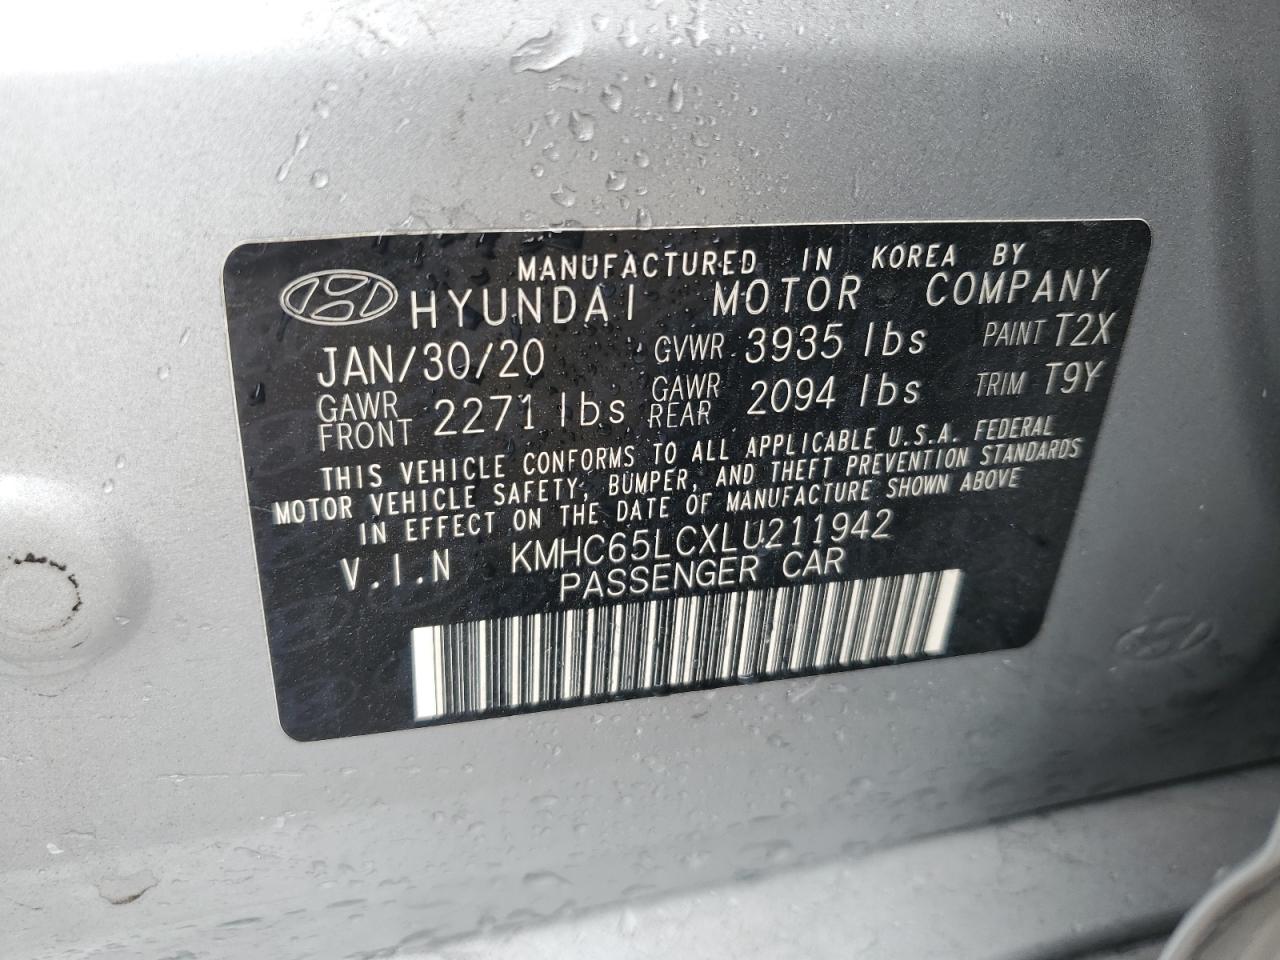 MANUFACTURED IN KOREA BY
HYUNDAI MOTOR COMPANY
JAN/30/20 GVWR 3935 lbs PAINT T2X
GAWR FRONT 2271 lbs GAWR REAR 2094 lbs TRIM T9Y
THIS VEHICLE CONFORMS TO ALL APPLICABLE U.S.A. FEDERAL
MOTOR VEHICLE SAFETY, BUMPER, AND THEFT PREVENTION STANDARDS
IN EFFECT ON THE DATE OF MANUFACTURE SHOWN ABOVE
V.I.N KMHC65LCXLU211942
PASSENGER CAR